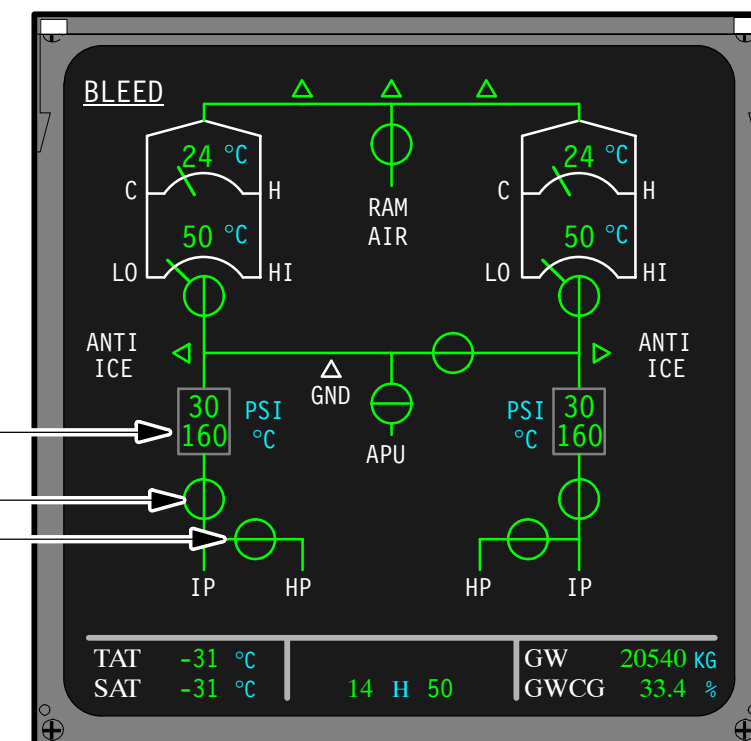 BLEED
24 °C 24 °C
C H C H
RAM
AIR
50 °C 50 °C
LO HI LO HI
ANTI
ICE
ANTI
ICE
GND
30 PSI PSI 30
160 °C °C 160
APU
IP HP HP IP
TAT -31 °C GW 20540 KG
SAT -31 °C 14 H 50 GWCG 33.4 %